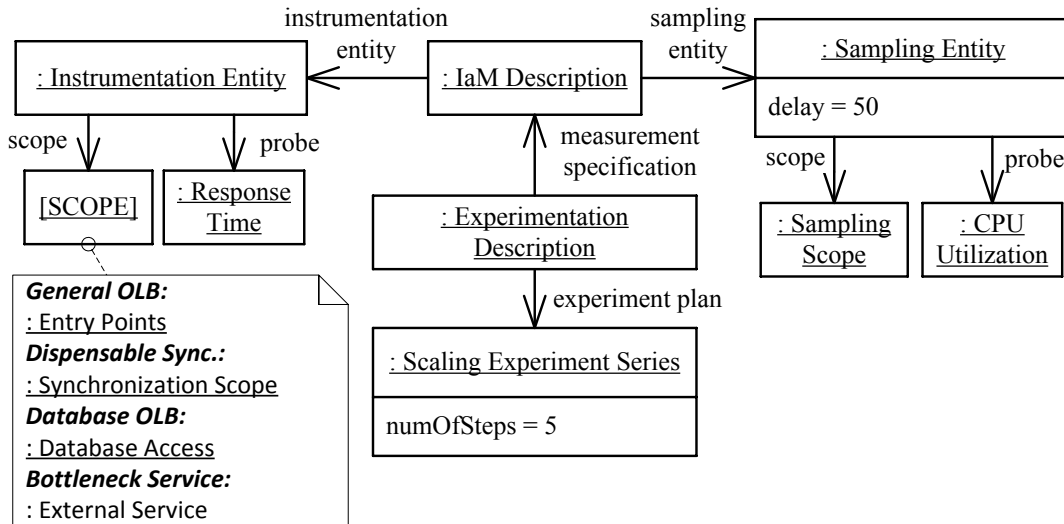 instrumentation
entity
sampling
entity
: Instrumentation Entity
: IaM Description
: Sampling Entity
delay = 50
scope
probe
measurement
specification
scope
probe
[SCOPE]
: Response
Time
: Experimentation
Description
: Sampling
Scope
: CPU
Utilization
experiment plan
General OLB:
: Entry Points
Dispensable Sync.:
: Synchronization Scope
Database OLB:
: Database Access
Bottleneck Service:
: External Service
: Scaling Experiment Series
numOfSteps = 5